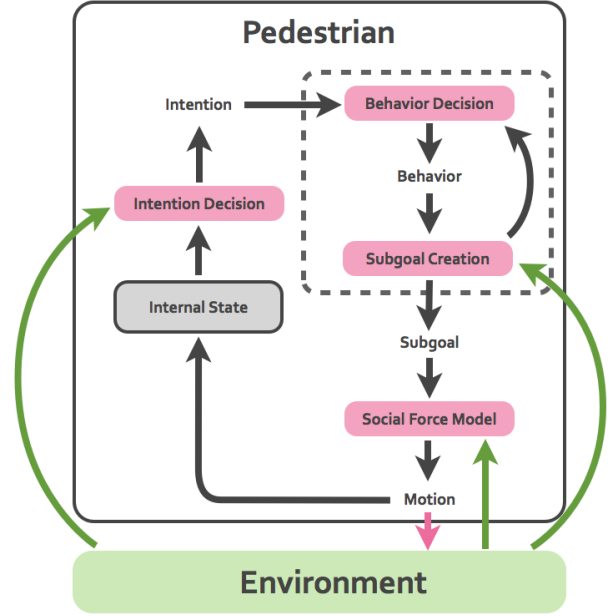 Pedestrian
Intention
Behavior Decision
Behavior
Intention Decision
Subgoal Creation
Internal State
Subgoal
Social Force Model
Motion
Environment